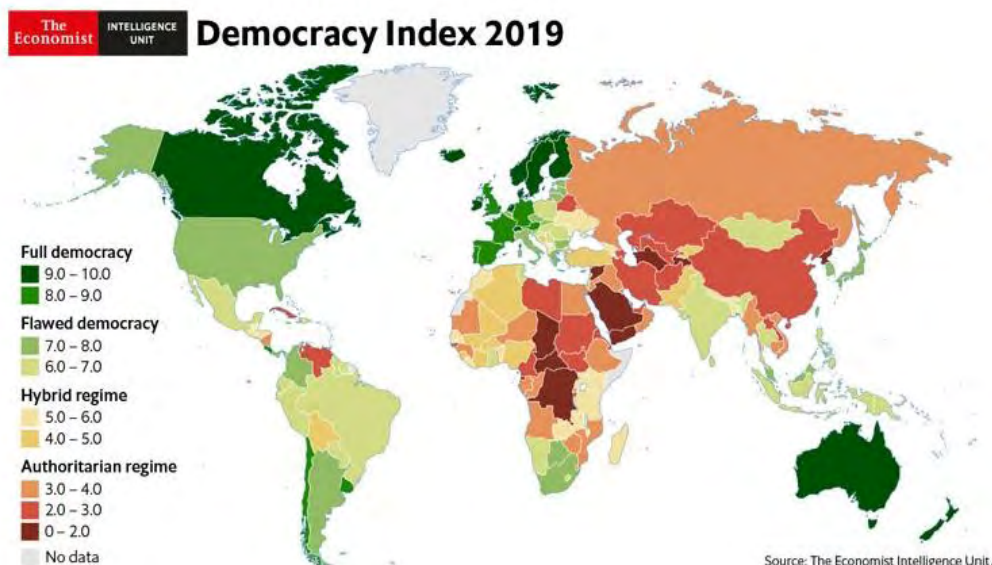 The
Economist
INTELLIGENCE
UNIT
Democracy Index 2019
Full democracy
9.0 – 10.0
8.0 – 9.0
Flawed democracy
7.0 – 8.0
6.0 – 7.0
Hybrid regime
5.0 – 6.0
4.0 – 5.0
Authoritarian regime
3.0 – 4.0
2.0 – 3.0
0 – 2.0
No data
Source: The Economist Intelligence Unit.